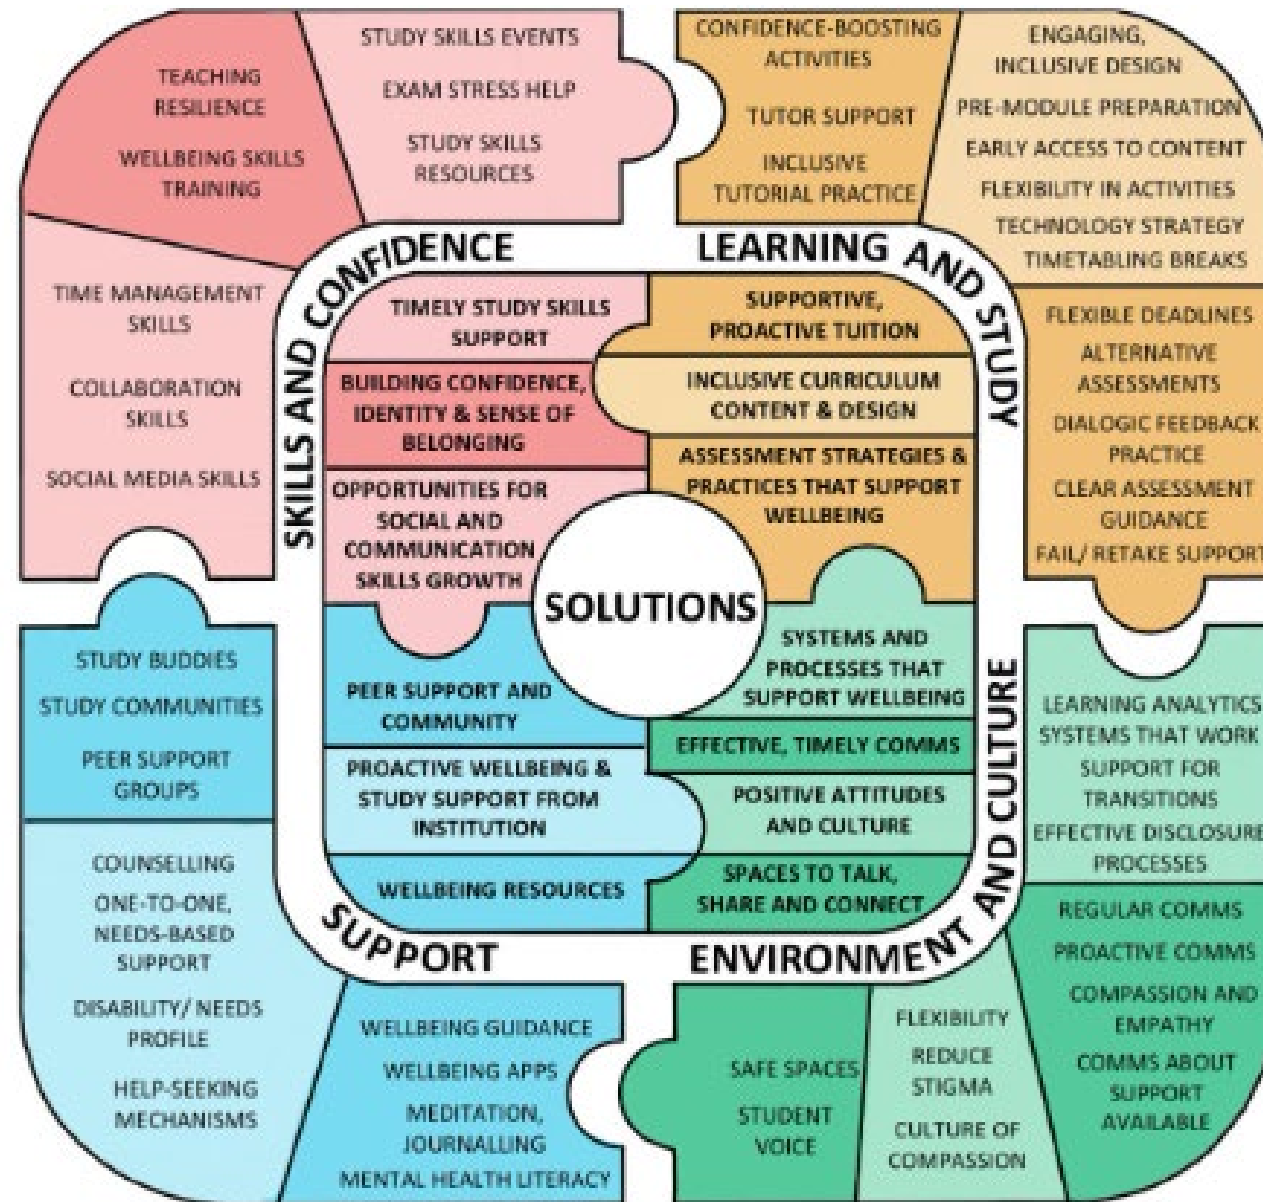 TEACHING
RESILIENCE
WELLBEING SKILLS
TRAINING
STUDY SKILLS EVENTS
EXAM STRESS HELP
STUDY SKILLS
RESOURCES
TIME MANAGEMENT
SKILLS
COLLABORATION
SKILLS
SOCIAL MEDIA SKILLS
SKILLS AND CONFIDENCE
TIMELY STUDY SKILLS
SUPPORT
BUILDING CONFIDENCE,
IDENTITY & SENSE OF
BELONGING
OPPORTUNITIES FOR
SOCIAL AND
COMMUNICATION
SKILLS GROWTH
CONFIDENCE-BOOSTING
ACTIVITIES
TUTOR SUPPORT
INCLUSIVE
TUTORIAL PRACTICE
ENGAGING,
INCLUSIVE DESIGN
PRE-MODULE PREPARATION
EARLY ACCESS TO CONTENT
FLEXIBILITY IN ACTIVITIES
TECHNOLOGY STRATEGY
TIMETABLING BREAKS
FLEXIBLE DEADLINES
ALTERNATIVE
ASSESSMENTS
DIALOGIC FEEDBACK
PRACTICE
CLEAR ASSESSMENT
GUIDANCE
FAIL/ RETAKE SUPPORT
LEARNING AND STUDY
SUPPORTIVE,
PROACTIVE TUITION
INCLUSIVE CURRICULUM
CONTENT & DESIGN
ASSESSMENT STRATEGIES &
PRACTICES THAT SUPPORT
WELLBEING
SOLUTIONS
STUDY BUDDIES
STUDY COMMUNITIES
PEER SUPPORT
GROUPS
COUNSELLING
ONE-TO-ONE,
NEEDS-BASED
SUPPORT
DISABILITY/ NEEDS
PROFILE
HELP-SEEKING
MECHANISMS
WELLBEING GUIDANCE
WELLBEING APPS
MEDITATION,
JOURNALLING
MENTAL HEALTH LITERACY
PEER SUPPORT AND
COMMUNITY
PROACTIVE WELLBEING &
STUDY SUPPORT FROM
INSTITUTION
WELLBEING RESOURCES
SUPPORT
SYSTEMS AND
PROCESSES THAT
SUPPORT WELLBEING
EFFECTIVE, TIMELY COMMS
POSITIVE ATTITUDES
AND CULTURE
SPACES TO TALK,
SHARE AND CONNECT
ENVIRONMENT AND CULTURE
LEARNING ANALYTICS
SYSTEMS THAT WORK
SUPPORT FOR
TRANSITIONS
EFFECTIVE DISCLOSURE
PROCESSES
REGULAR COMMS
PROACTIVE COMMS
COMPASSION AND
EMPATHY
COMMS ABOUT
SUPPORT
AVAILABLE
FLEXIBILITY
REDUCE
STIGMA
CULTURE OF
COMPASSION
SAFE SPACES
STUDENT
VOICE